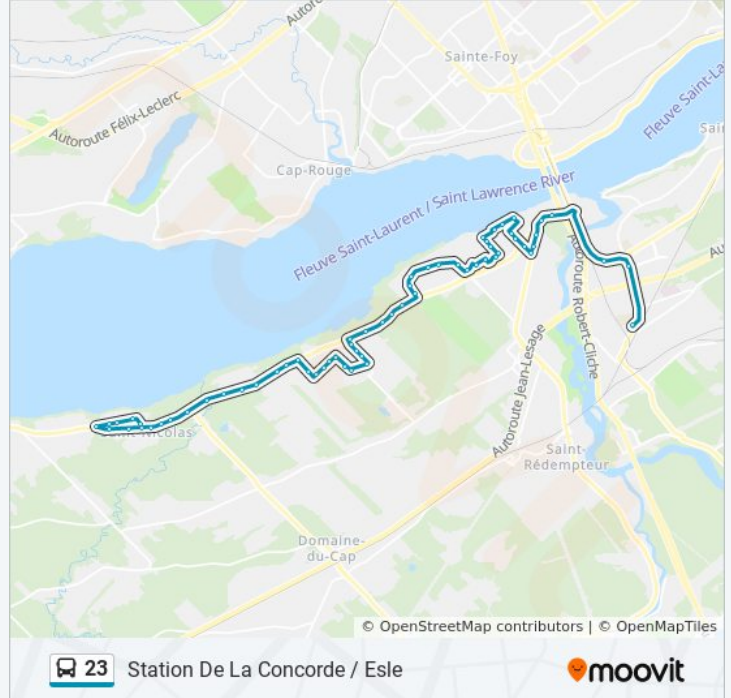 Autoro
Sainte-Foy
Fleuve Saint-La
Autoroute Félix-Leclerc
Sai
Cap-Rouge
Fleuve Saint-Laurent / Saint Lawrence River
Au
Autoroute Robert-Cliche
Autoroute Jean-Lesage
Saint-Nicolas
Saint-
Rédempteur
Domaine-
du-Cap
© OpenStreetMap contributors | © OpenMapTiles
23 Station De La Concorde / Esle
moovit